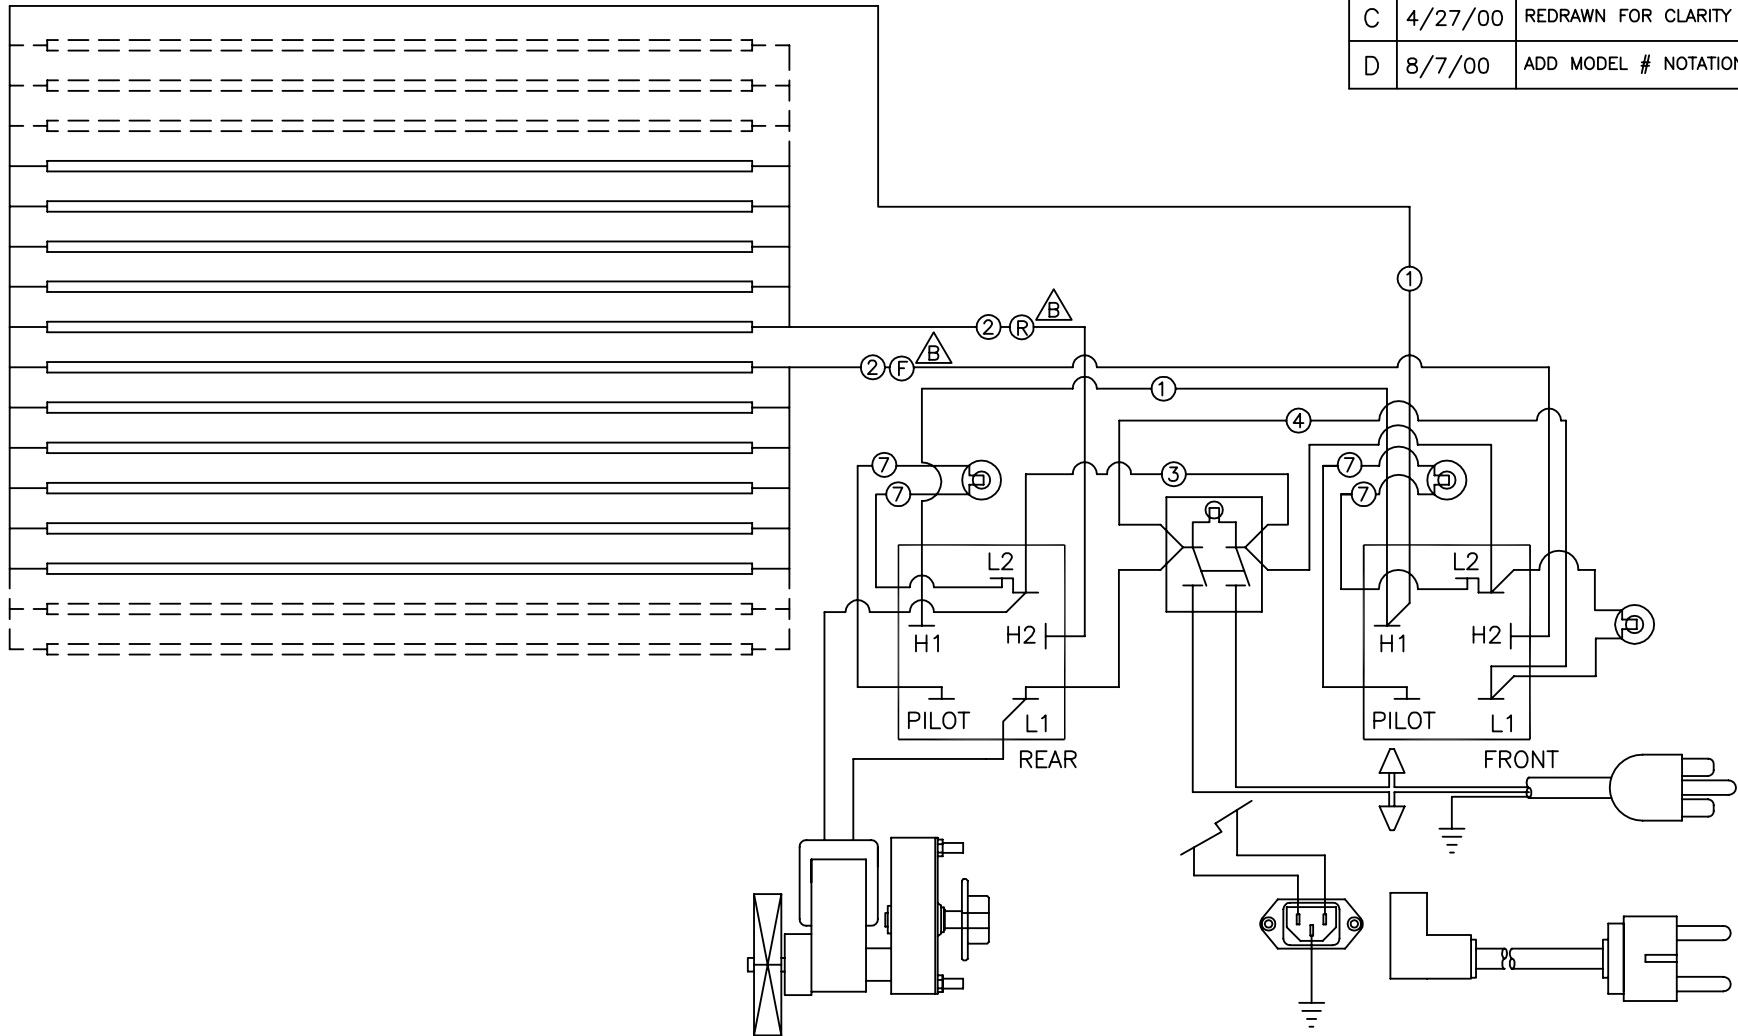 C 4/27/00 REDRAWN FOR CLARITY
D 8/7/00 ADD MODEL # NOTATION
1
2 R B
2 F B
1
4
7
7
3
7
7
L2
H1
H2
PILOT
L1
REAR
L2
H1
H2
PILOT
L1
FRONT